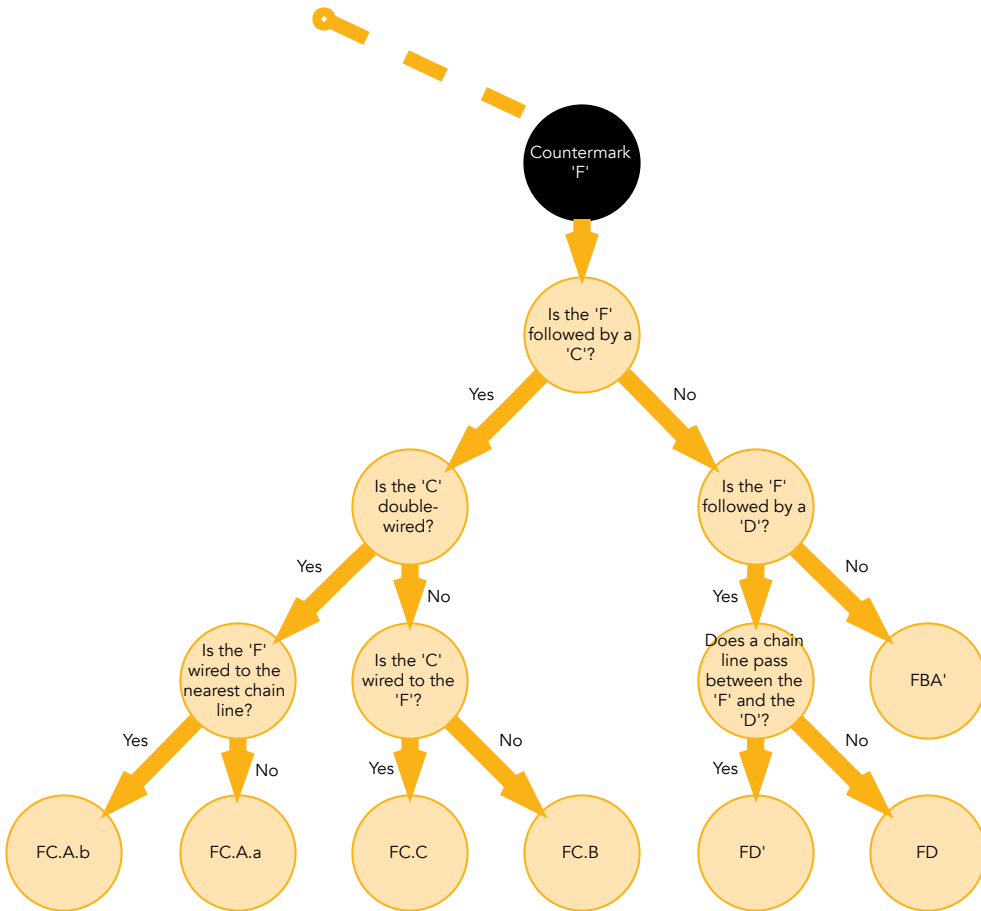 Countermark
'F'
Is the 'F'
followed by a
'C'?
Yes
No
Is the 'C'
double-
wired?
Is the 'F'
followed by a
'D'?
Yes
No
Yes
No
Is the 'F'
wired to the
nearest chain
line?
Is the 'C'
wired to the
'F'?
Does a chain
line pass
between the
'F' and the
'D'?
FBA'
Yes
No
Yes
No
Yes
No
FC.A.b
FC.A.a
FC.C
FC.B
FD'
FD